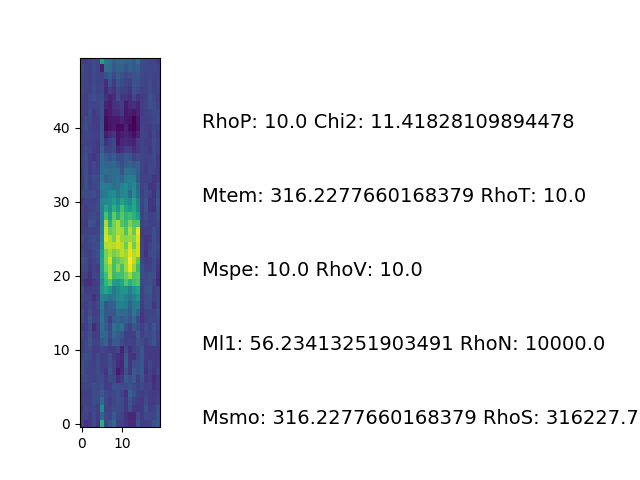 RhoP: 10.0 Chi2: 11.41828109894478
40
Mtem: 316.2277660168379 RhoT: 10.0
30
Mspe: 10.0 RhoV: 10.0
20
Ml1: 56.23413251903491 RhoN: 10000.0
10
Msmo: 316.2277660168379 RhoS: 316227.7
0
0 10